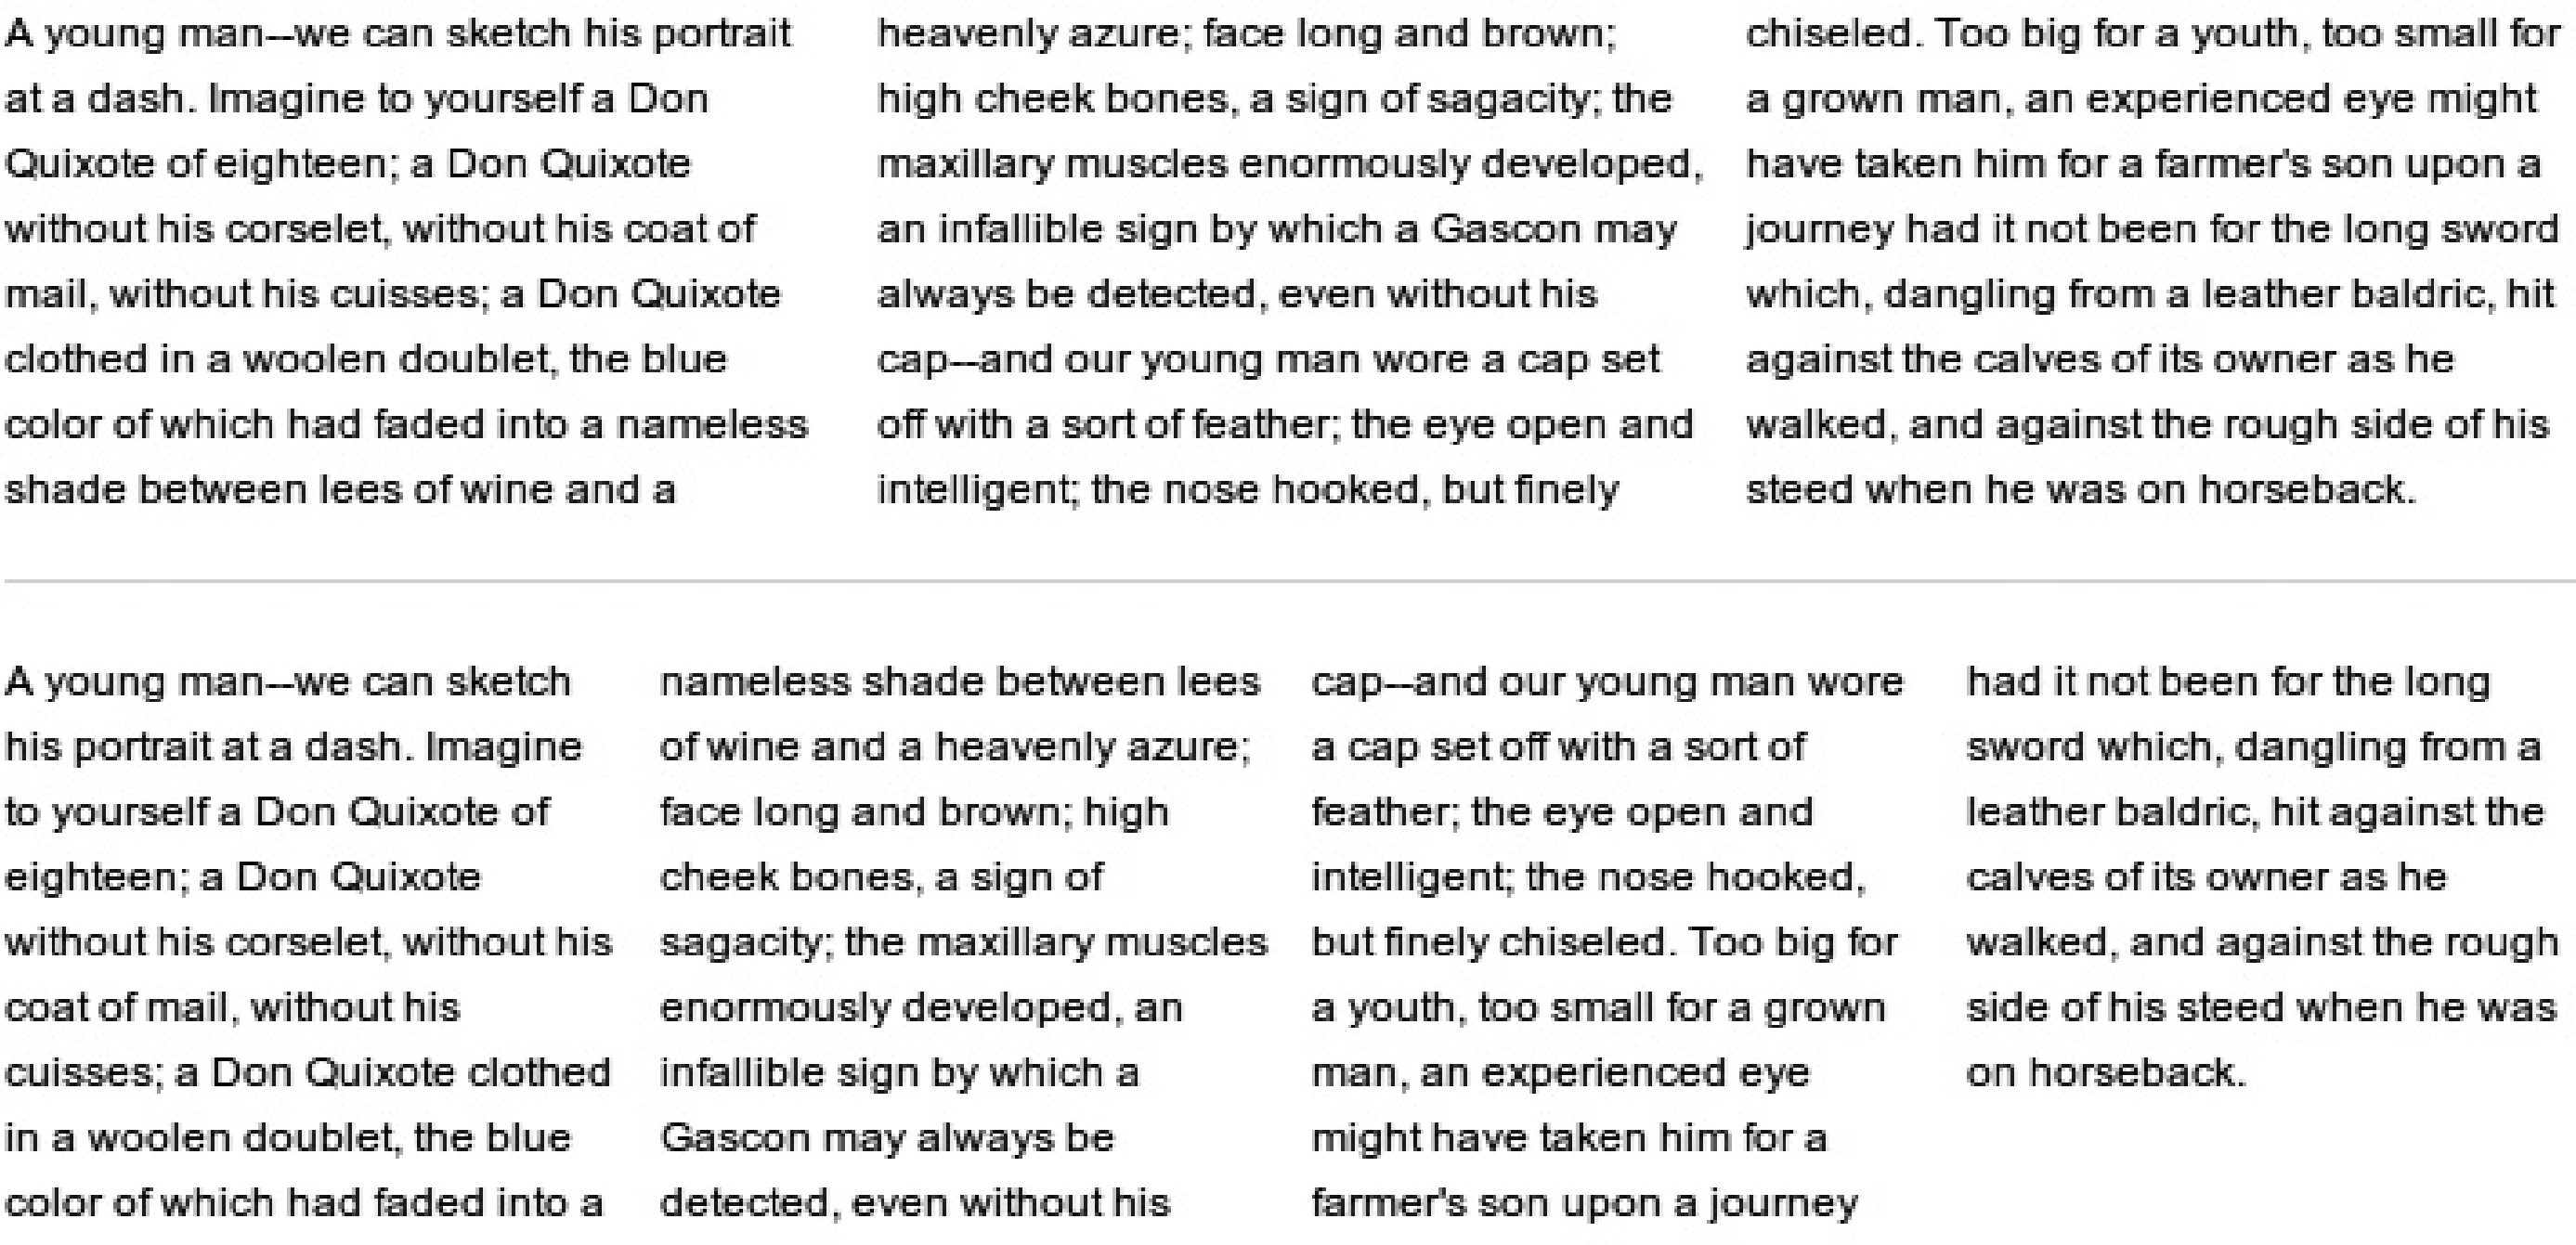 A young man--we can sketch his portrait
at a dash. Imagine to yourself a Don
Quixote of eighteen; a Don Quixote
without his corselet, without his coat of
mail, without his cuisses; a Don Quixote
clothed in a woolen doublet, the blue
color of which had faded into a nameless
shade between lees of wine and a
heavenly azure; face long and brown;
high cheek bones, a sign of sagacity; the
maxillary muscles enormously developed,
an infallible sign by which a Gascon may
always be detected, even without his
cap--and our young man wore a cap set
off with a sort of feather; the eye open and
intelligent; the nose hooked, but finely
chiseled. Too big for a youth, too small for
a grown man, an experienced eye might
have taken him for a farmer's son upon a
journey had it not been for the long sword
which, dangling from a leather baldric, hit
against the calves of its owner as he
walked, and against the rough side of his
steed when he was on horseback.
A young man--we can sketch
his portrait at a dash. Imagine
to yourself a Don Quixote of
eighteen; a Don Quixote
without his corselet, without his
coat of mail, without his
cuisses; a Don Quixote clothed
in a woolen doublet, the blue
color of which had faded into a
nameless shade between lees
of wine and a heavenly azure;
face long and brown; high
cheek bones, a sign of
sagacity; the maxillary muscles
enormously developed, an
infallible sign by which a
Gascon may always be
detected, even without his
cap--and our young man wore
a cap set off with a sort of
feather; the eye open and
intelligent; the nose hooked,
but finely chiseled. Too big for
a youth, too small for a grown
man, an experienced eye
might have taken him for a
farmer's son upon a journey
had it not been for the long
sword which, dangling from a
leather baldric, hit against the
calves of its owner as he
walked, and against the rough
side of his steed when he was
on horseback.